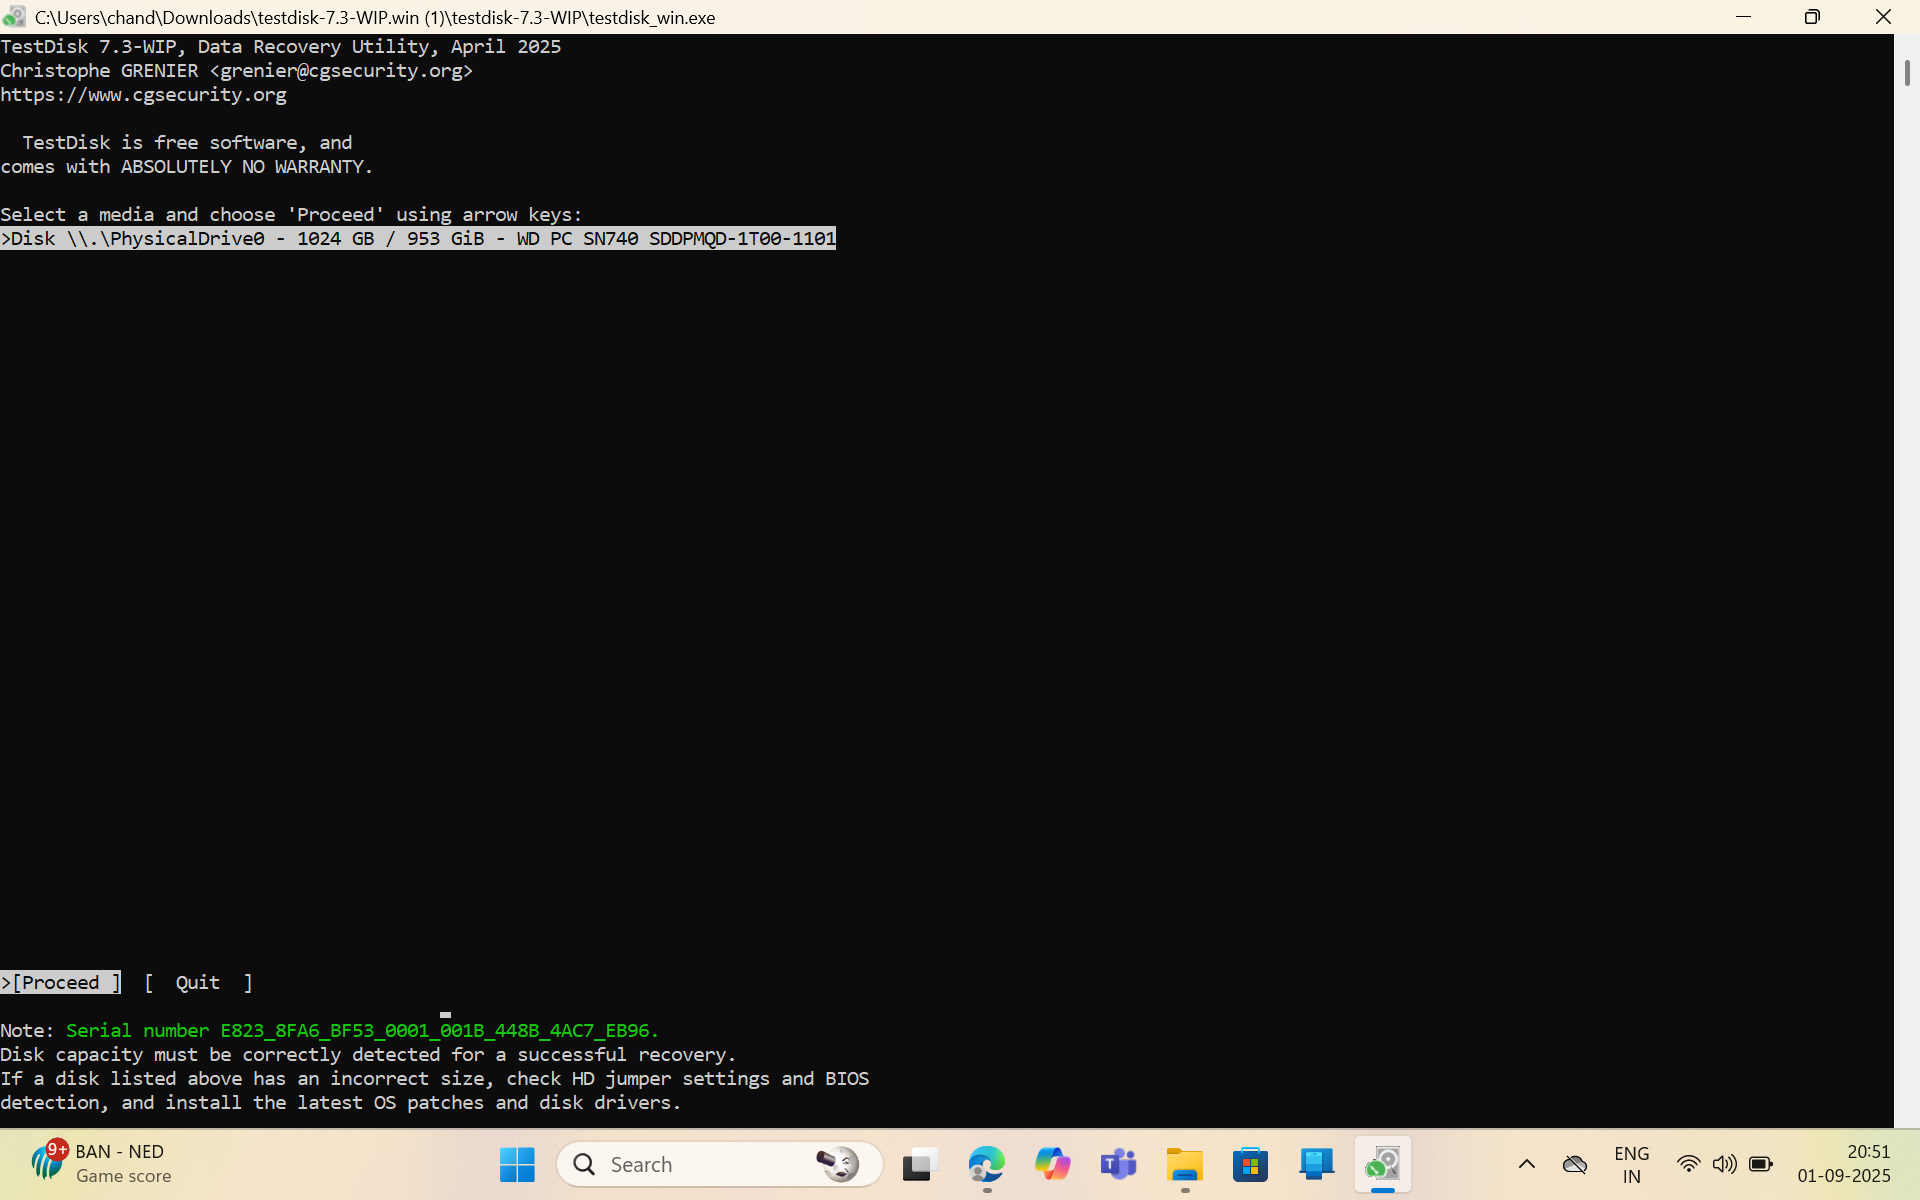 C:\Users\chand\Downloads\testdisk-7.3-WIP.win (1)\testdisk-7.3-WIP\testdisk_win.exe
TestDisk 7.3-WIP, Data Recovery Utility, April 2025
Christophe GRENIER <grenier@cgsecurity.org>
https://www.cgsecurity.org
TestDisk is free software, and
comes with ABSOLUTELY NO WARRANTY.
Select a media and choose 'Proceed' using arrow keys:
>Disk \\.\PhysicalDrive0 - 1024 GB / 953 GiB - WD PC SN740 SDDPMQD-1T00-1101
>[Proceed ]  [  Quit  ]
Note: Serial number E823_8FA6_BF53_0001_001B_448B_4AC7_EB96.
Disk capacity must be correctly detected for a successful recovery.
If a disk listed above has an incorrect size, check HD jumper settings and BIOS
detection, and install the latest OS patches and disk drivers.
9+
BAN - NED
Game score
Search
ENG
IN
20:51
01-09-2025